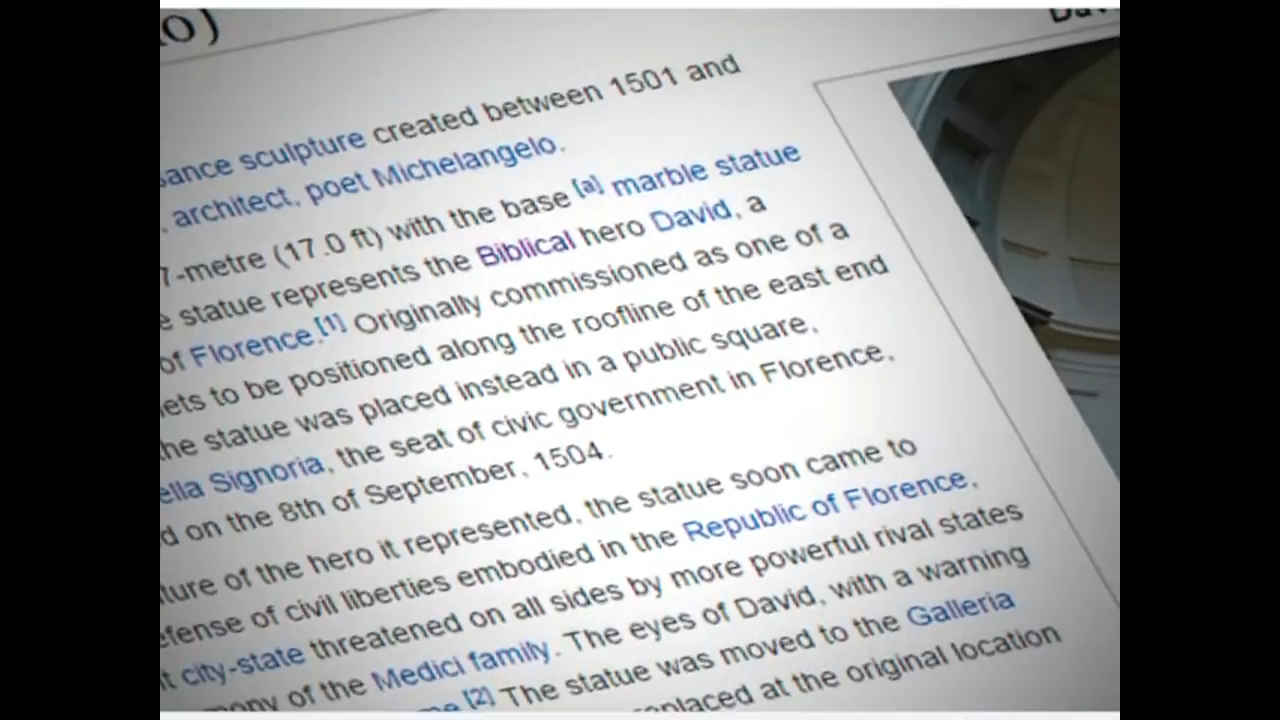 o)
sance sculpture created between 1501 and
, architect, poet Michelangelo.
7-metre (17.0 ft) with the base [a] marble statue
e statue represents the Biblical hero David, a
of Florence.[1] Originally commissioned as one of a
ets to be positioned along the roofline of the east end
he statue was placed instead in a public square,
ella Signoria, the seat of civic government in Florence,
d on the 8th of September, 1504.
ture of the hero it represented, the statue soon came to
efense of civil liberties embodied in the Republic of Florence,
t city-state threatened on all sides by more powerful rival states
mony of the Medici family. The eyes of David, with a warning
me.[2] The statue was moved to the Galleria
replaced at the original location